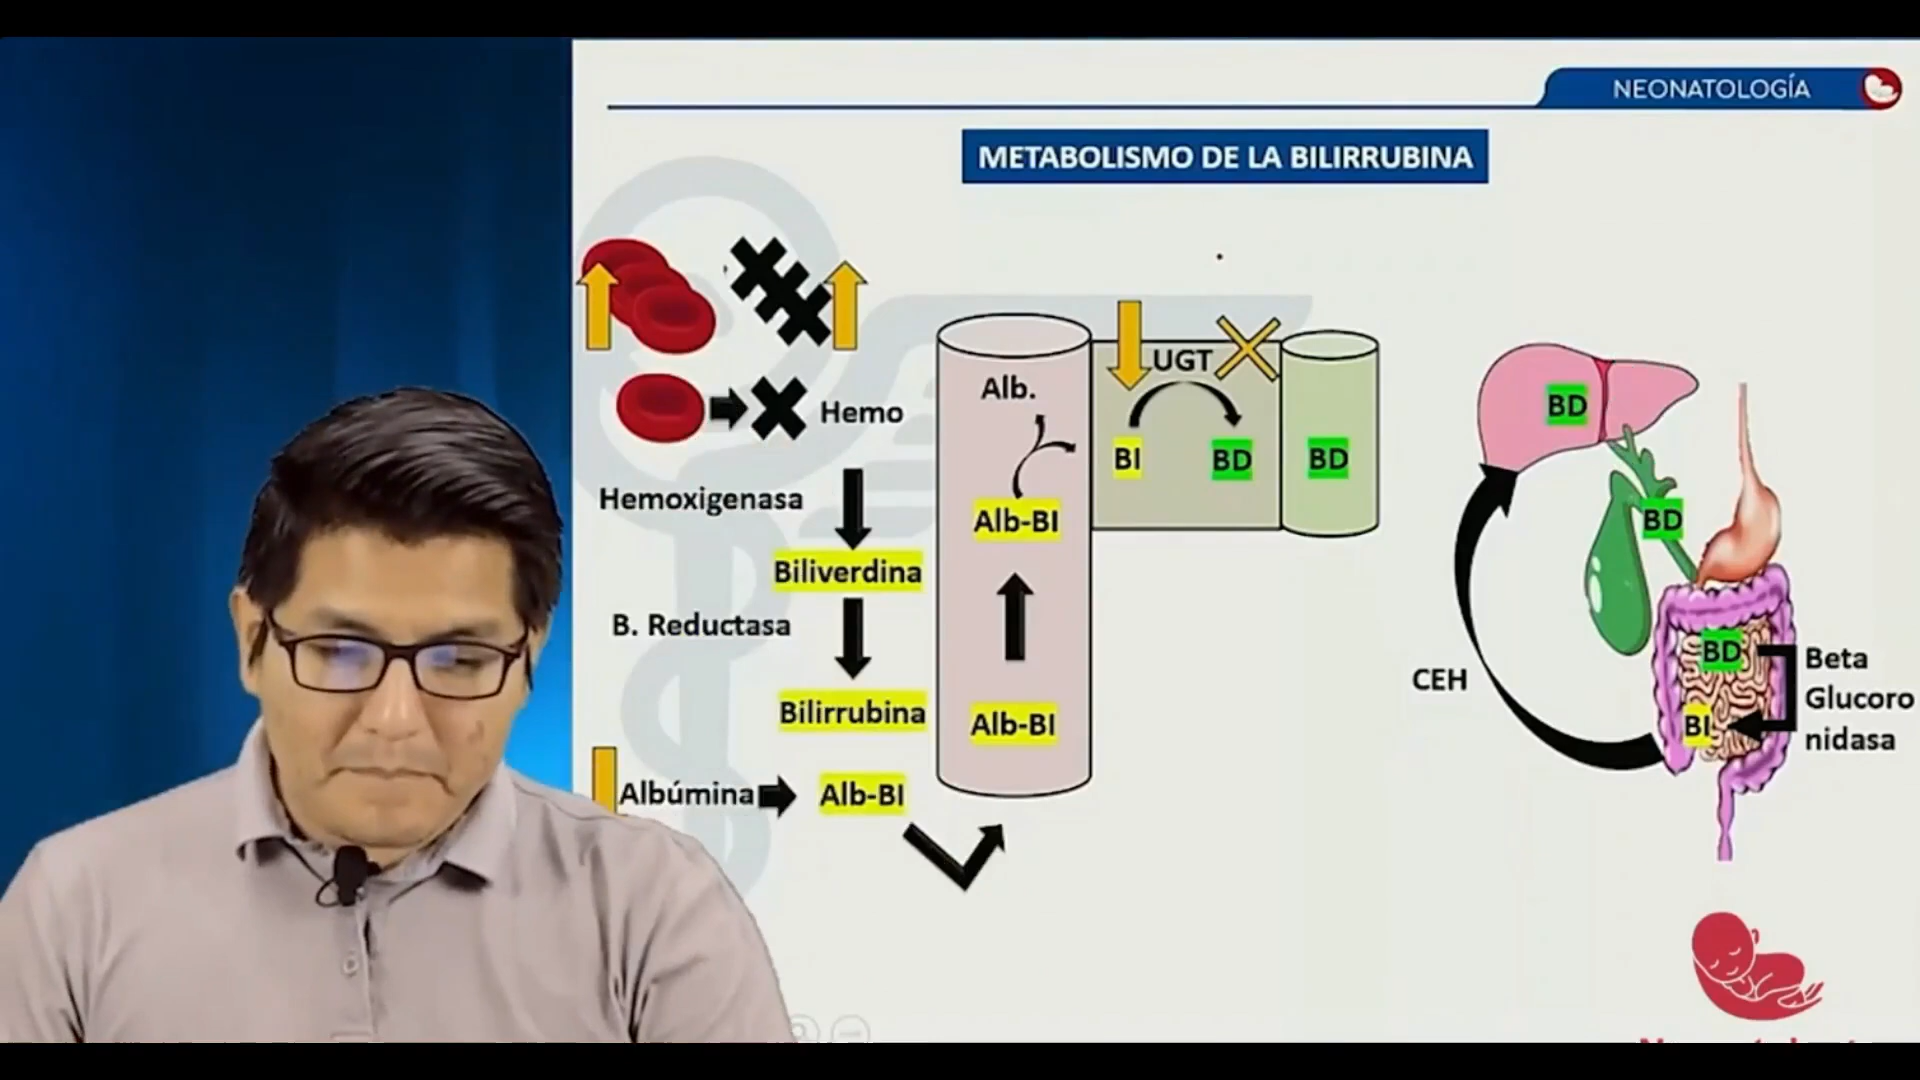 NEONATOLOGÍA
METABOLISMO DE LA BILIRRUBINA
Hemo
Hemoxigenasa
Biliverdina
B. Reductasa
Bilirrubina
Albúmina
Alb-BI
Alb.
Alb-BI
Alb-BI
UGT
BI
BD
BD
BD
BD
BD
BI
CEH
Beta
Glucoro
nidasa